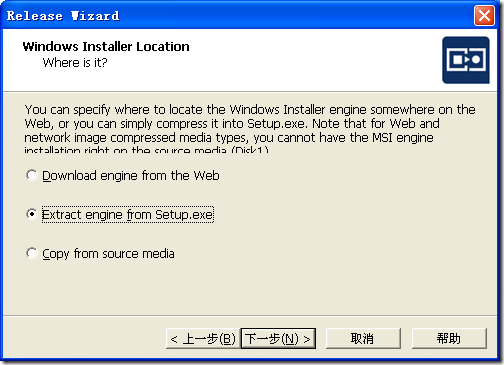 Release Wizard
Windows Installer Location
Where is it?
You can specify where to locate the Windows Installer engine somewhere on the
Web, or you can simply compress it into Setup.exe. Note that for Web and
network image compressed media types, you cannot have the MSI engine
installation right on the source media (Disk1)
Download engine from the Web
Extract engine from Setup.exe
Copy from source media
< 上一步(B)
下一步(N) >
取消
帮助